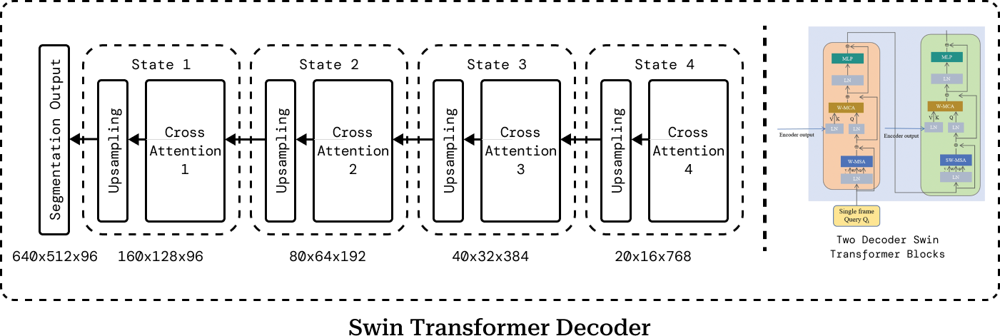 State 1
State 2
State 3
State 4
Segmentation Output
Upsampling
Cross
Attention
1
Upsampling
Cross
Attention
2
Upsampling
Cross
Attention
3
Upsampling
Cross
Attention
4
640x512x96
160x128x96
80x64x192
40x32x384
20x16x768
MLP
LN
W-MCA
V K
Q
LN
LN
Encoder output
W-MSA
LN
Single frame
Query Qi
MLP
LN
W-MCA
V K
Q
LN
LN
Encoder output
SW-MSA
LN
Two Decoder Swin
Transformer Blocks
Swin Transformer Decoder